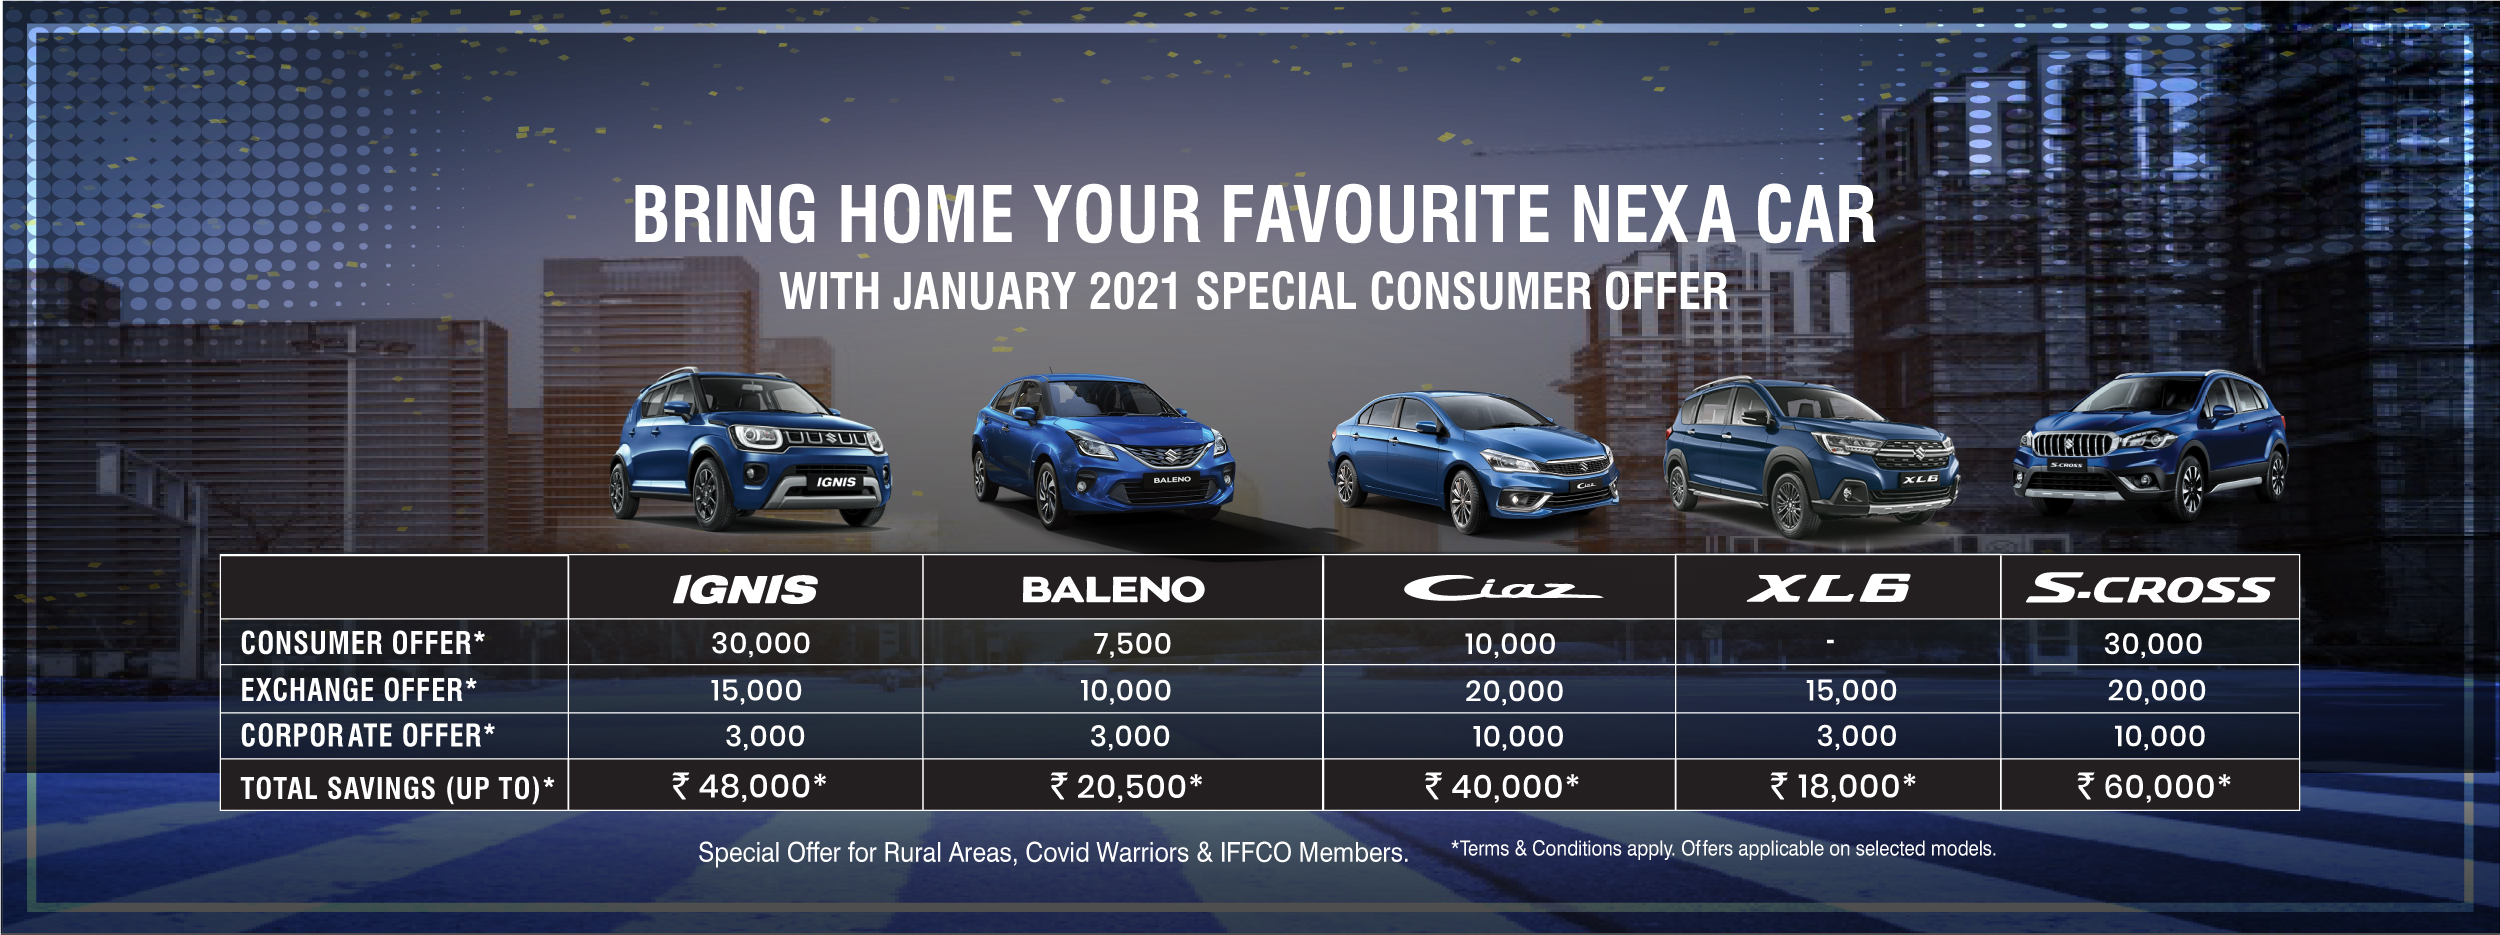 BRING HOME YOUR FAVOURITE NEXA CAR
WITH JANUARY 2021 SPECIAL CONSUMER OFFER
IGNIS
BALENO
Ciaz
XL6
S-CROSS
IGNIS BALENO Ciaz XL6 S-CROSS
CONSUMER OFFER* 30,000 7,500 10,000 - 30,000
EXCHANGE OFFER* 15,000 10,000 20,000 15,000 20,000
CORPORATE OFFER* 3,000 3,000 10,000 3,000 10,000
TOTAL SAVINGS (UP TO)* ₹ 48,000* ₹ 20,500* ₹ 40,000* ₹ 18,000* ₹ 60,000*
Special Offer for Rural Areas, Covid Warriors & IFFCO Members.
*Terms & Conditions apply. Offers applicable on selected models.